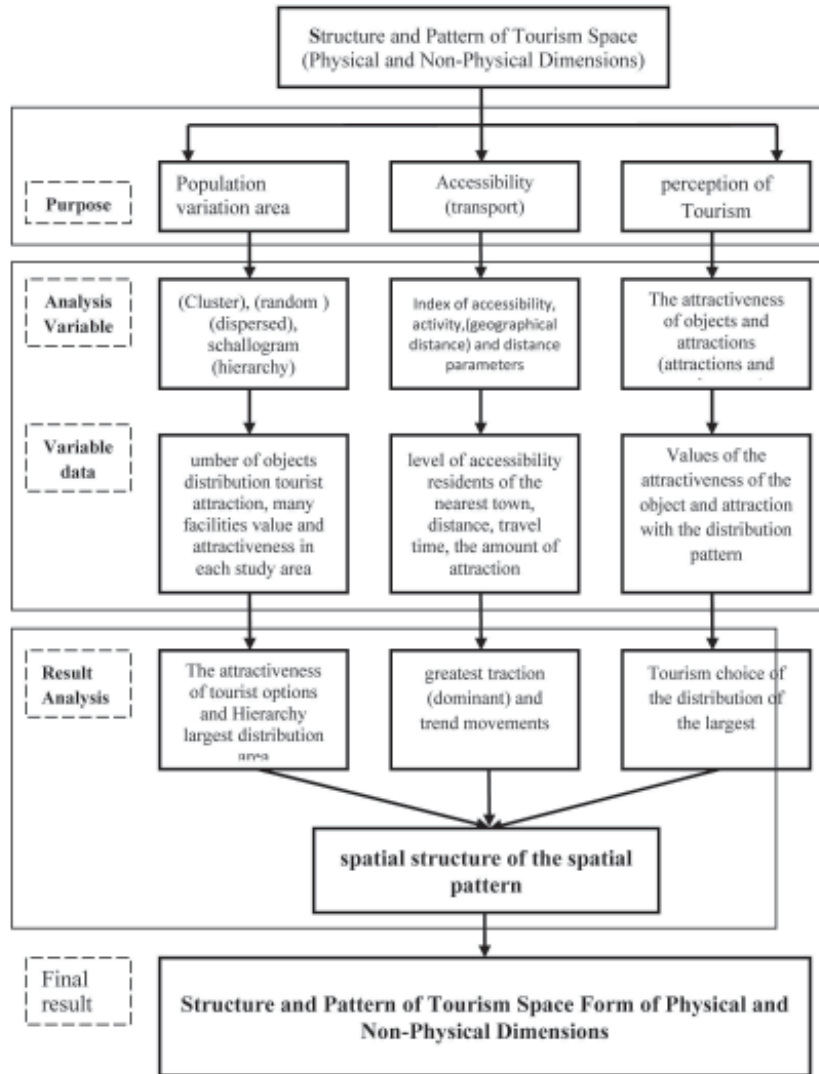 Structure and Pattern of Tourism Space
(Physical and Non-Physical Dimensions)
Purpose
Population
variation area
Accessibility
(transport)
perception of
Tourism
Analysis
Variable
(Cluster), (random )
(dispersed),
schallogram
(hierarchy)
Index of accessibility,
activity,(geographical
distance) and distance
parameters
The attractiveness
of objects and
attractions
(attractions and
Variable
data
umber of objects
distribution tourist
attraction, many
facilities value and
attractiveness in
each study area
level of accessibility
residents of the
nearest town,
distance, travel
time, the amount of
attraction
Values of the
attractiveness of the
object and attraction
with the distribution
pattern
Result
Analysis
The attractiveness
of tourist options
and Hierarchy
largest distribution
area
greatest traction
(dominant) and
trend movements
Tourism choice of
the distribution of
the largest
spatial structure of the spatial
pattern
Final
result
Structure and Pattern of Tourism Space Form of Physical and
Non-Physical Dimensions